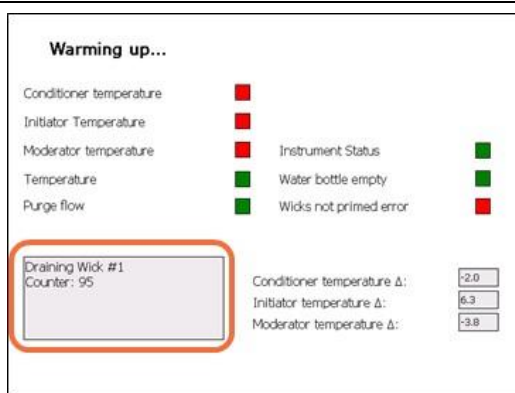 Warming up...
Conditioner temperature
Initiator Temperature
Moderator temperature
Temperature
Purge flow
Instrument Status
Water bottle empty
Wicks not primed error
Draining Wick #1
Counter: 95
Conditioner temperature Δ: -2.0
Initiator temperature Δ: 6.3
Moderator temperature Δ: -3.8